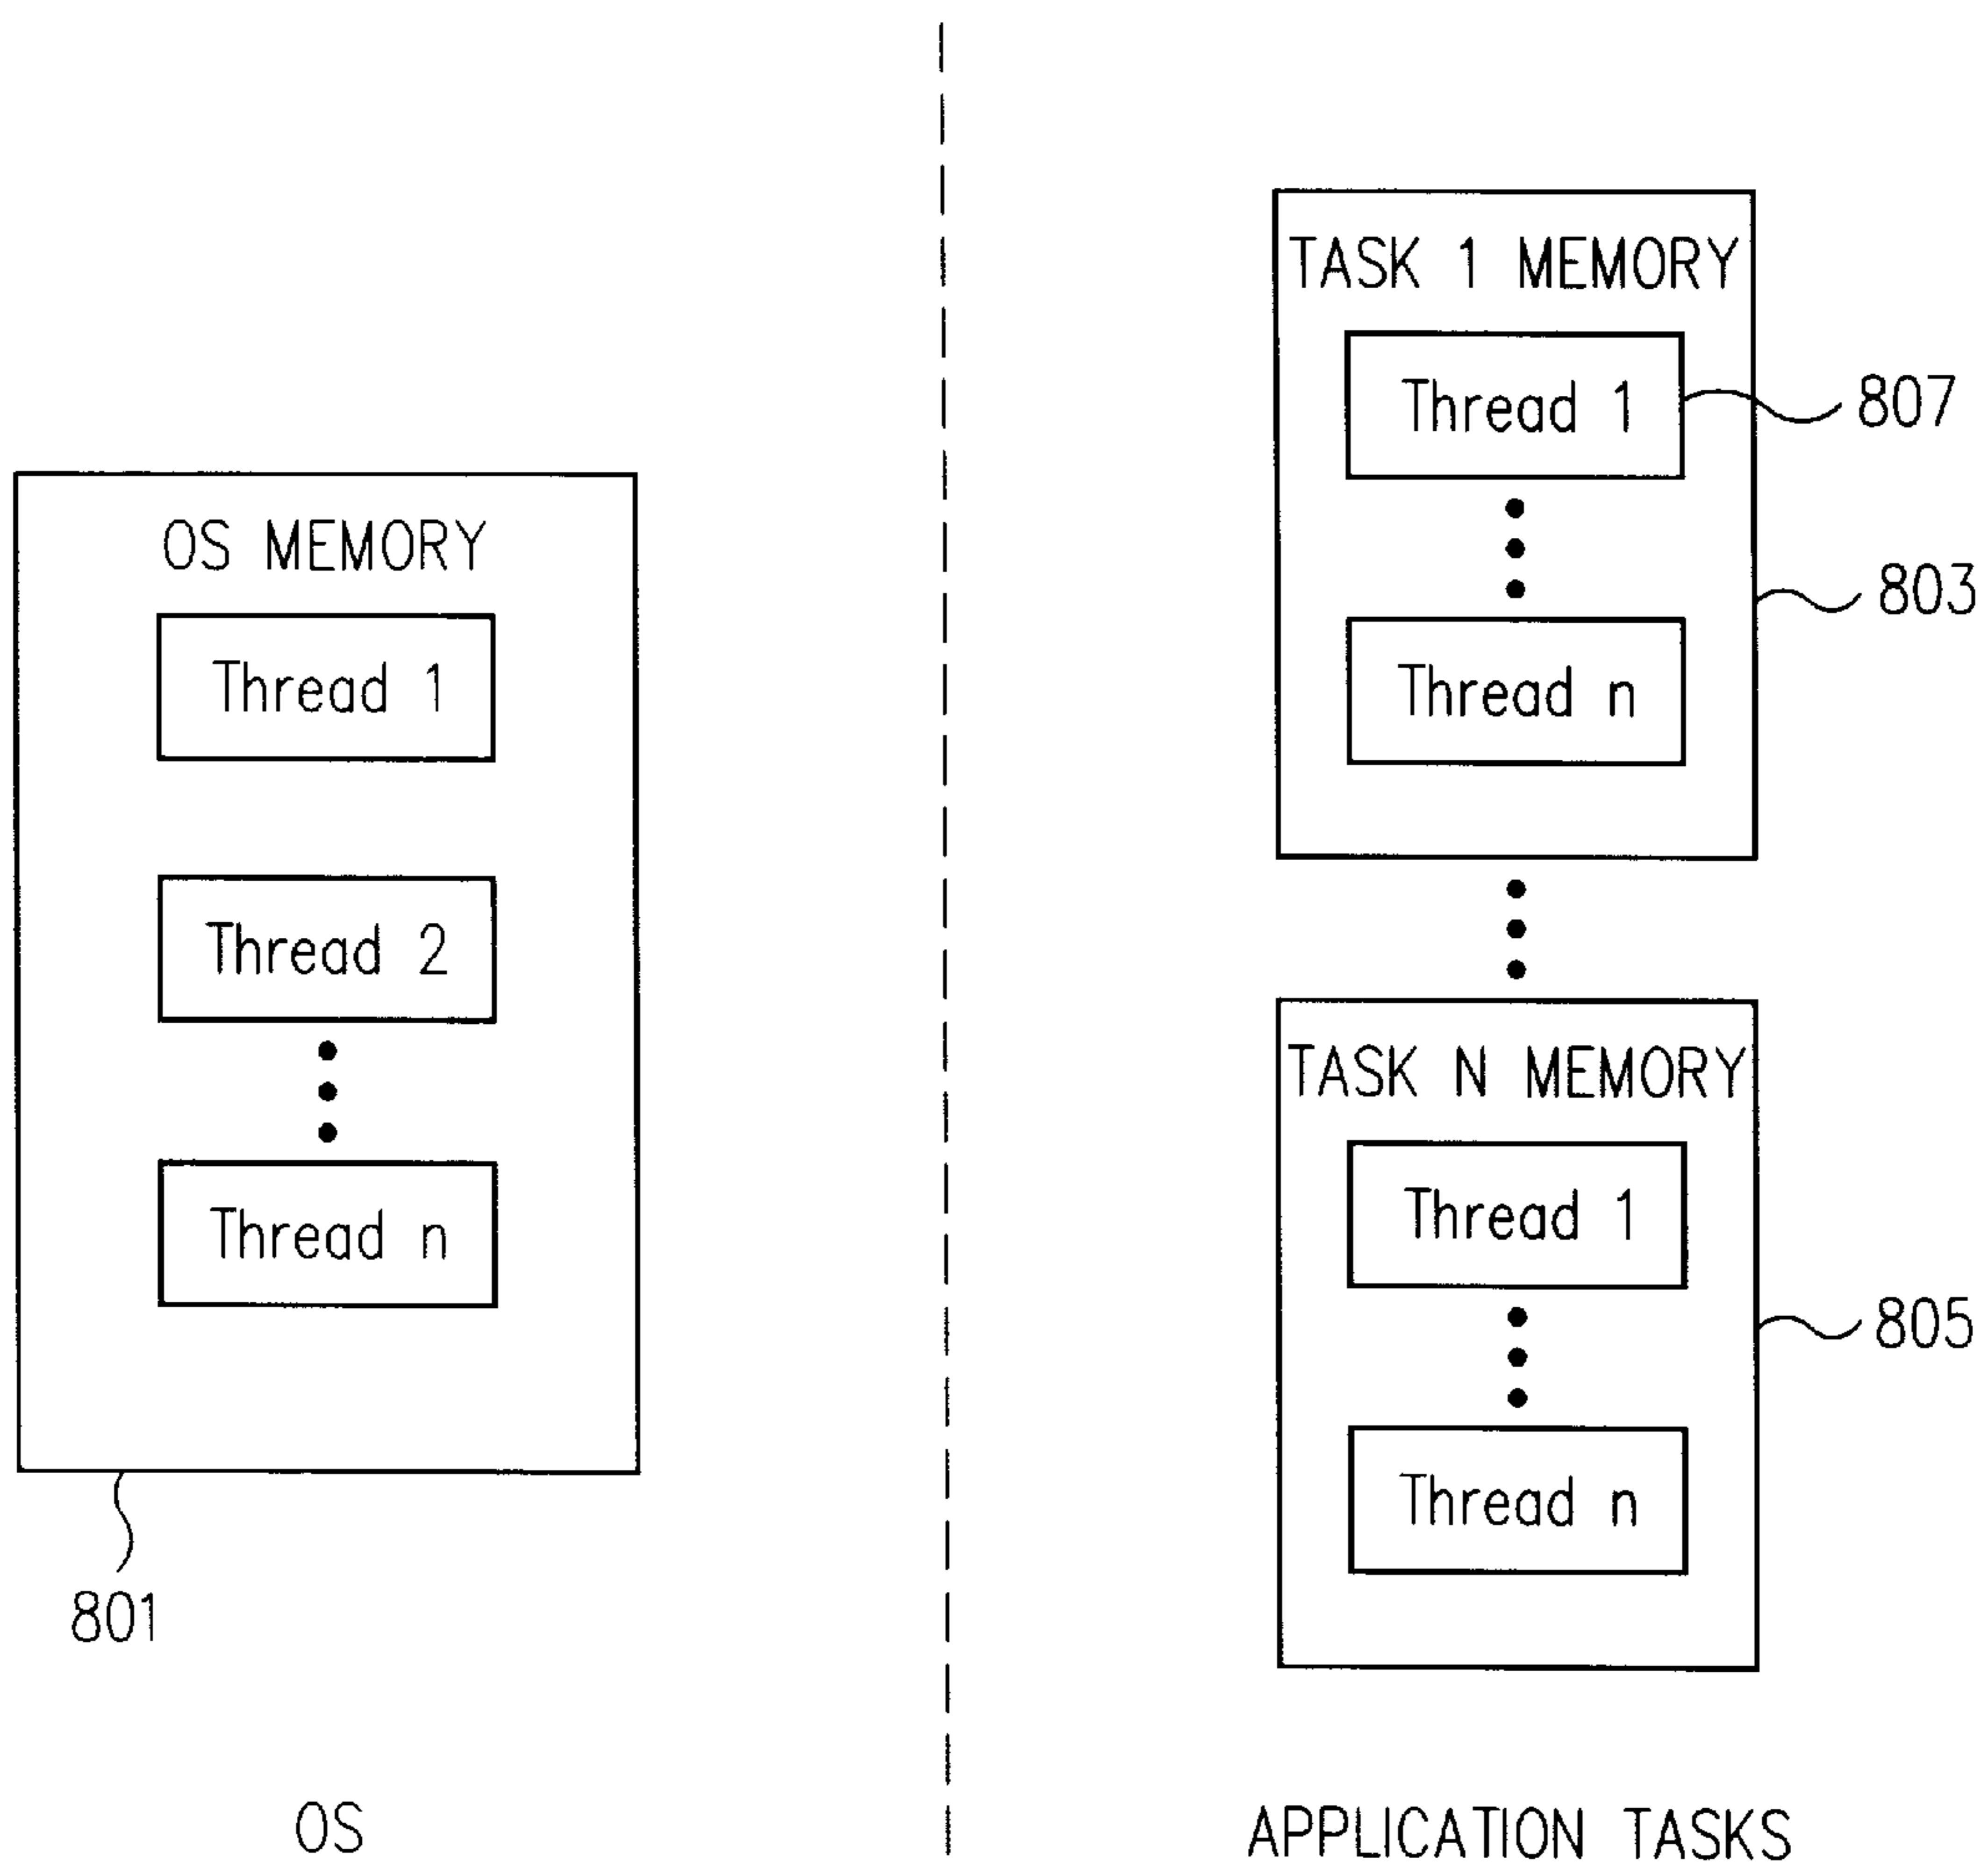 OS MEMORY
Thread 1
Thread 2
Thread n
801
OS
TASK 1 MEMORY
Thread 1
807
803
Thread n
TASK N MEMORY
Thread 1
805
Thread n
APPLICATION TASKS